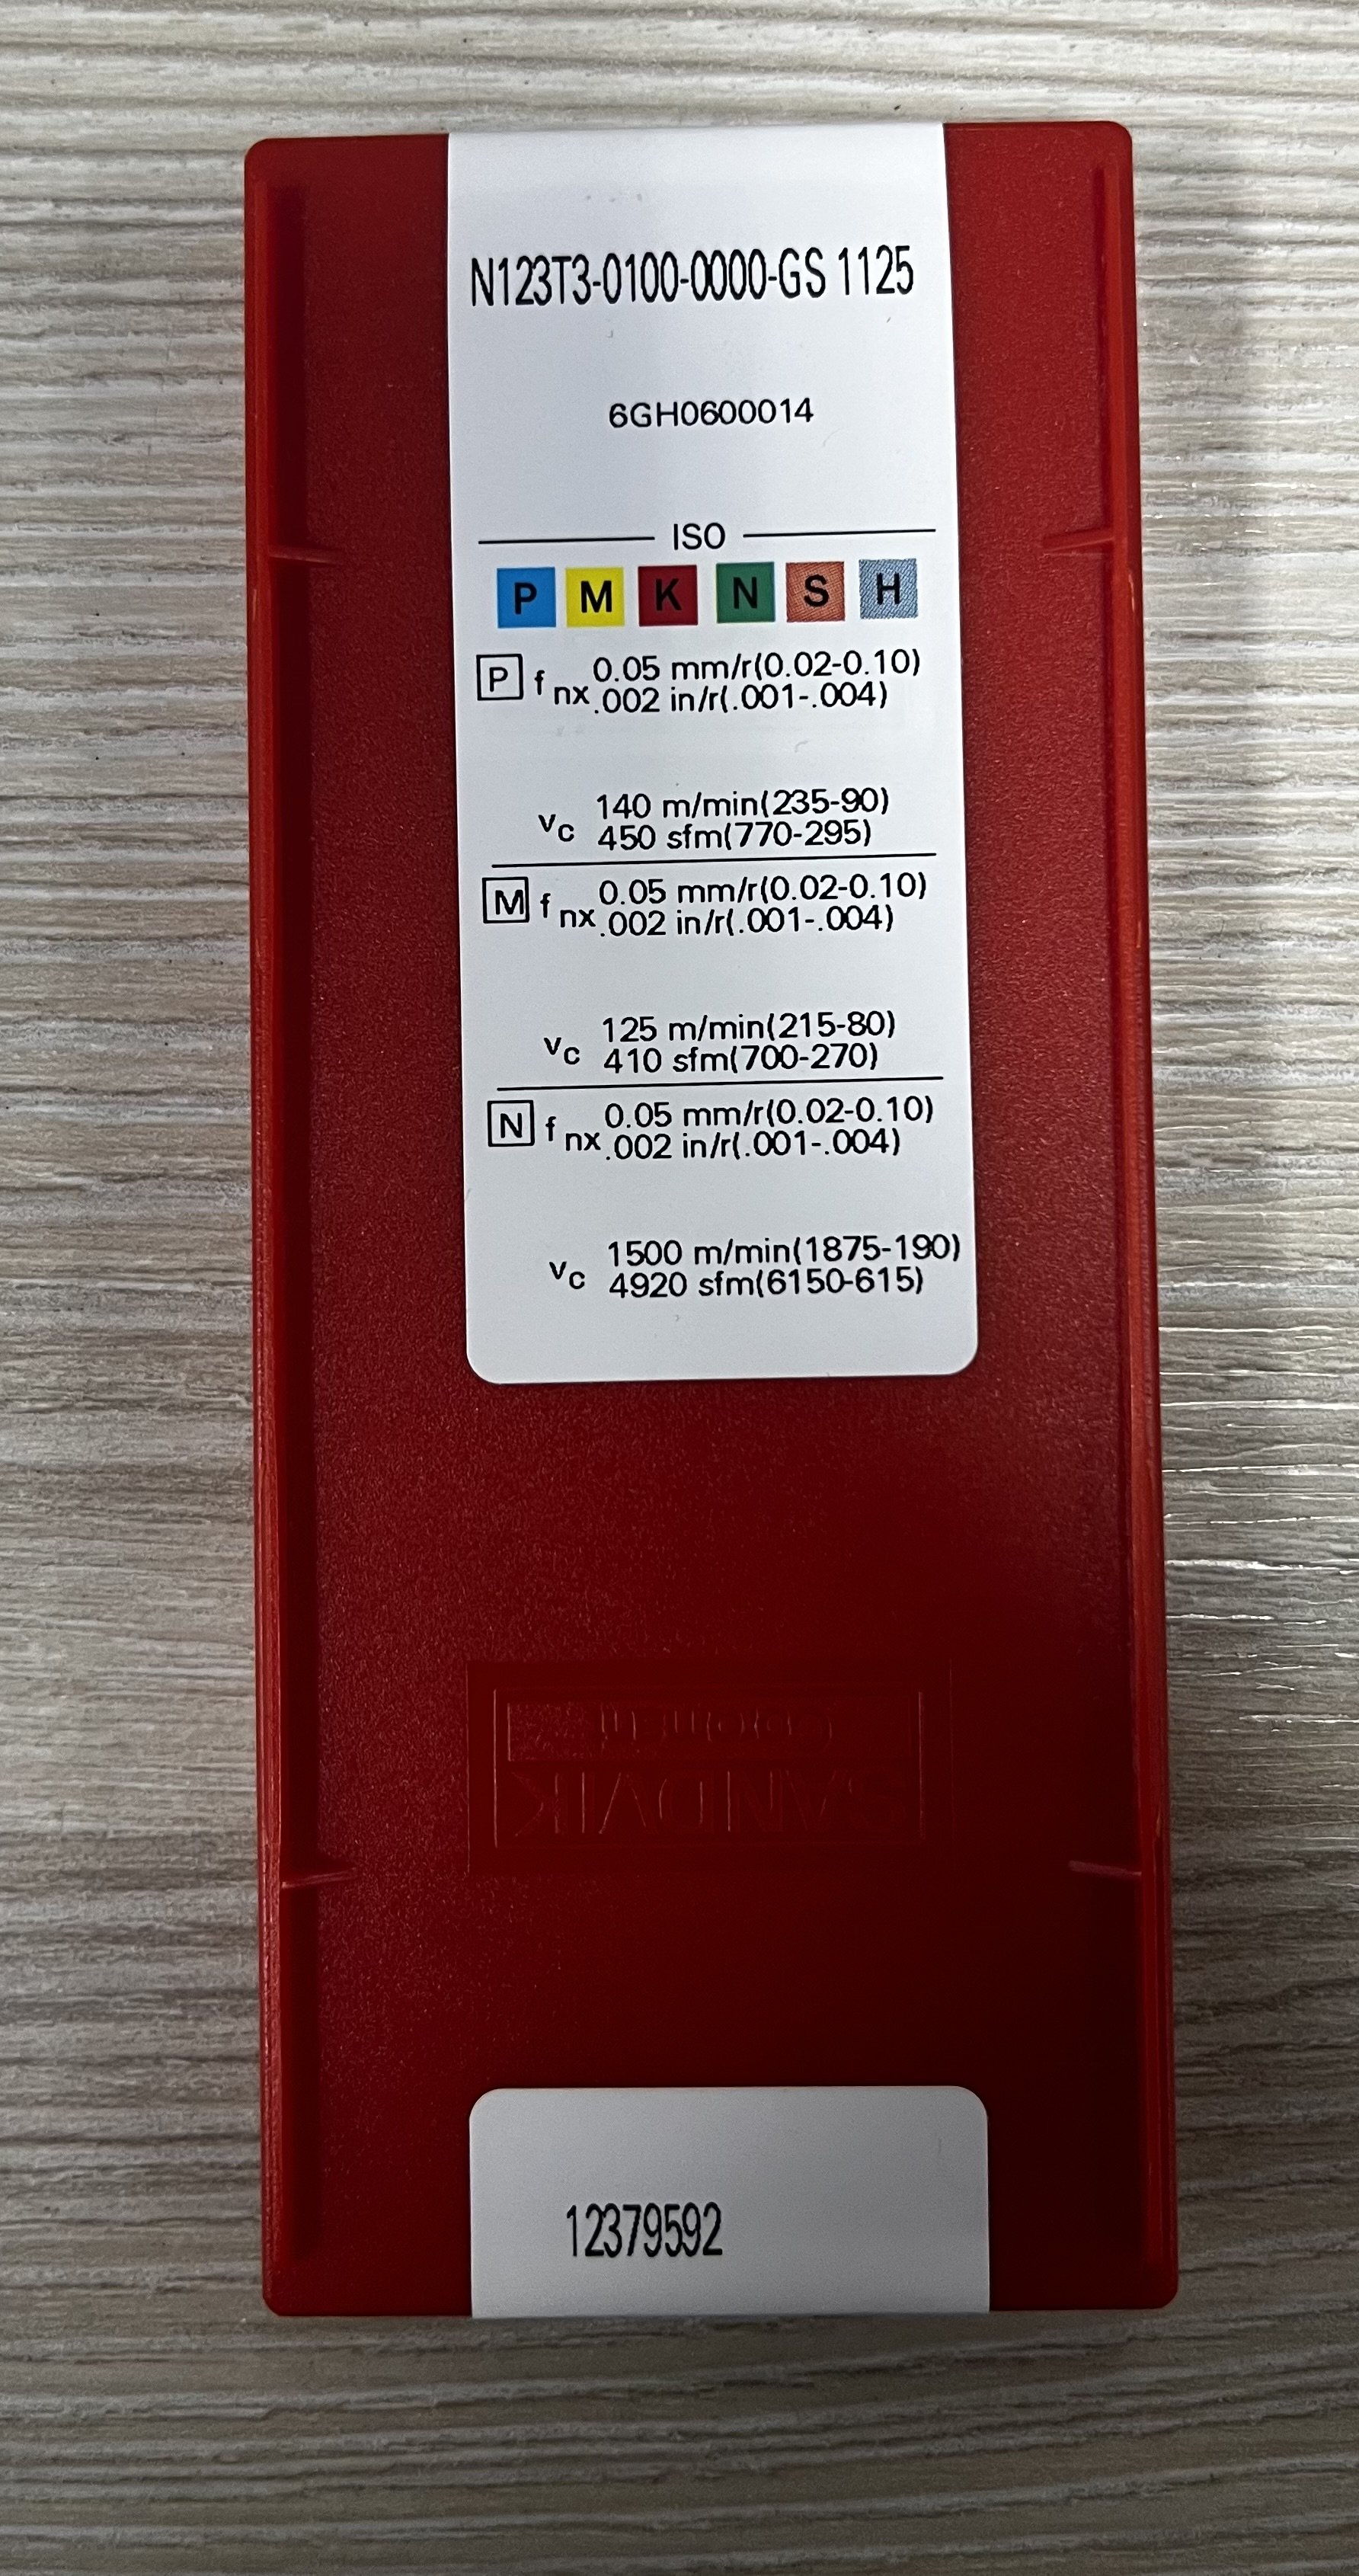 N123T3-0100-0000-GS 1125
6GH0600014
ISO
P M K N S H
P f nx 0.05 mm/r(0.02-0.10)
.002 in/r(.001-.004)
vc 140 m/min(235-90)
450 sfm(770-295)
M f nx 0.05 mm/r(0.02-0.10)
.002 in/r(.001-.004)
vc 125 m/min(215-80)
410 sfm(700-270)
N f nx 0.05 mm/r(0.02-0.10)
.002 in/r(.001-.004)
vc 1500 m/min(1875-190)
4920 sfm(6150-615)
SANDVIK
Coromant
12379592